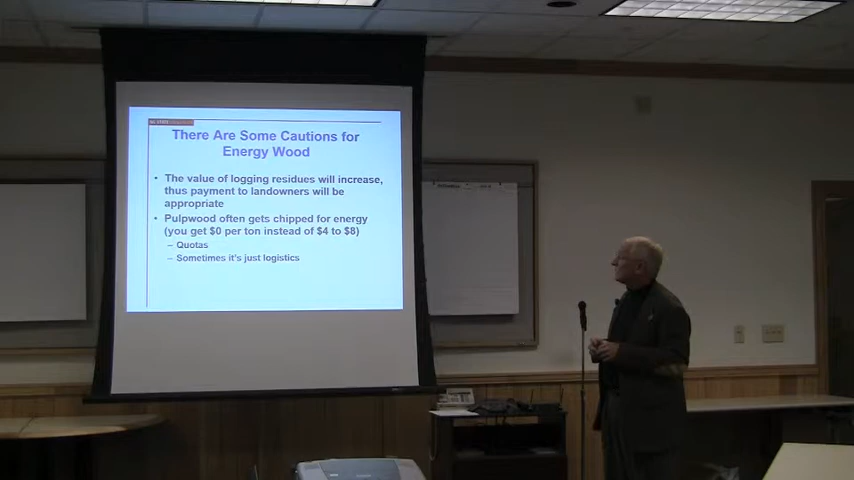 There Are Some Cautions for
Energy Wood
• The value of logging residues will increase,
thus payment to landowners will be
appropriate
• Pulpwood often gets chipped for energy
(you get $0 per ton instead of $4 to $8)
– Quotas
– Sometimes it's just logistics